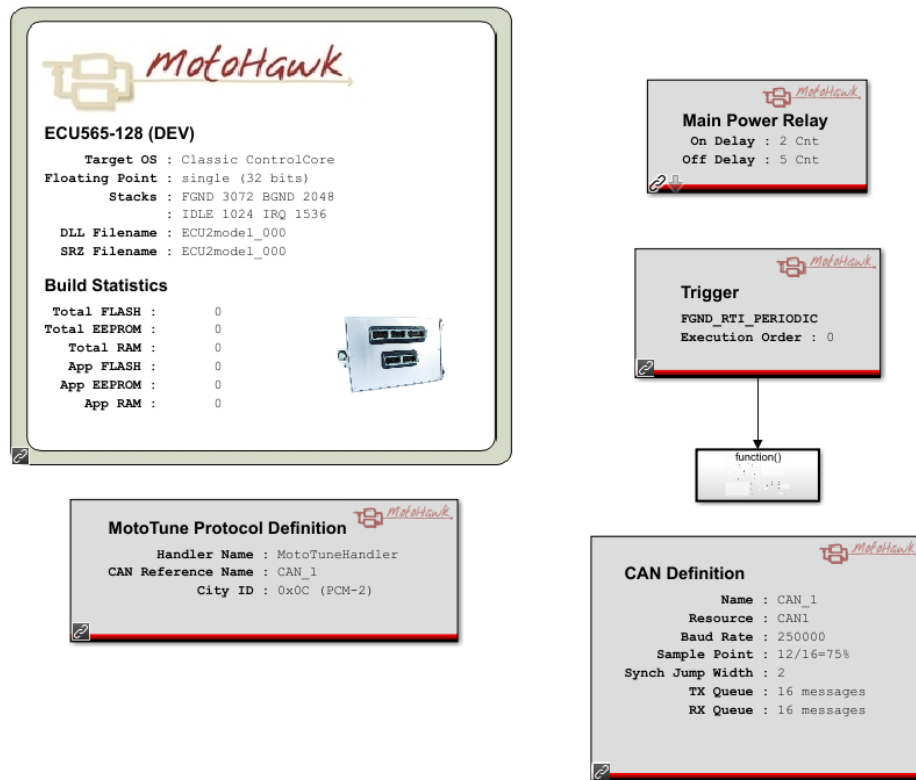 MotoHawk
ECU565-128 (DEV)
Target OS : Classic ControlCore
Floating Point : single (32 bits)
Stacks : FGND 3072 BGND 2048
: IDLE 1024 IRQ 1536
DLL Filename : ECU2model_000
SRZ Filename : ECU2model_000
Build Statistics
Total FLASH : 0
Total EEPROM : 0
Total RAM : 0
App FLASH : 0
App EEPROM : 0
App RAM : 0
MotoHawk
MotoTune Protocol Definition
Handler Name : MotoTuneHandler
CAN Reference Name : CAN_1
City ID : 0x0C (PCM-2)
MotoHawk
Main Power Relay
On Delay : 2 Cnt
Off Delay : 5 Cnt
MotoHawk
Trigger
FGND_RTI_PERIODIC
Execution Order : 0
function()
MotoHawk
CAN Definition
Name : CAN_1
Resource : CAN1
Baud Rate : 250000
Sample Point : 12/16=75%
Synch Jump Width : 2
TX Queue : 16 messages
RX Queue : 16 messages